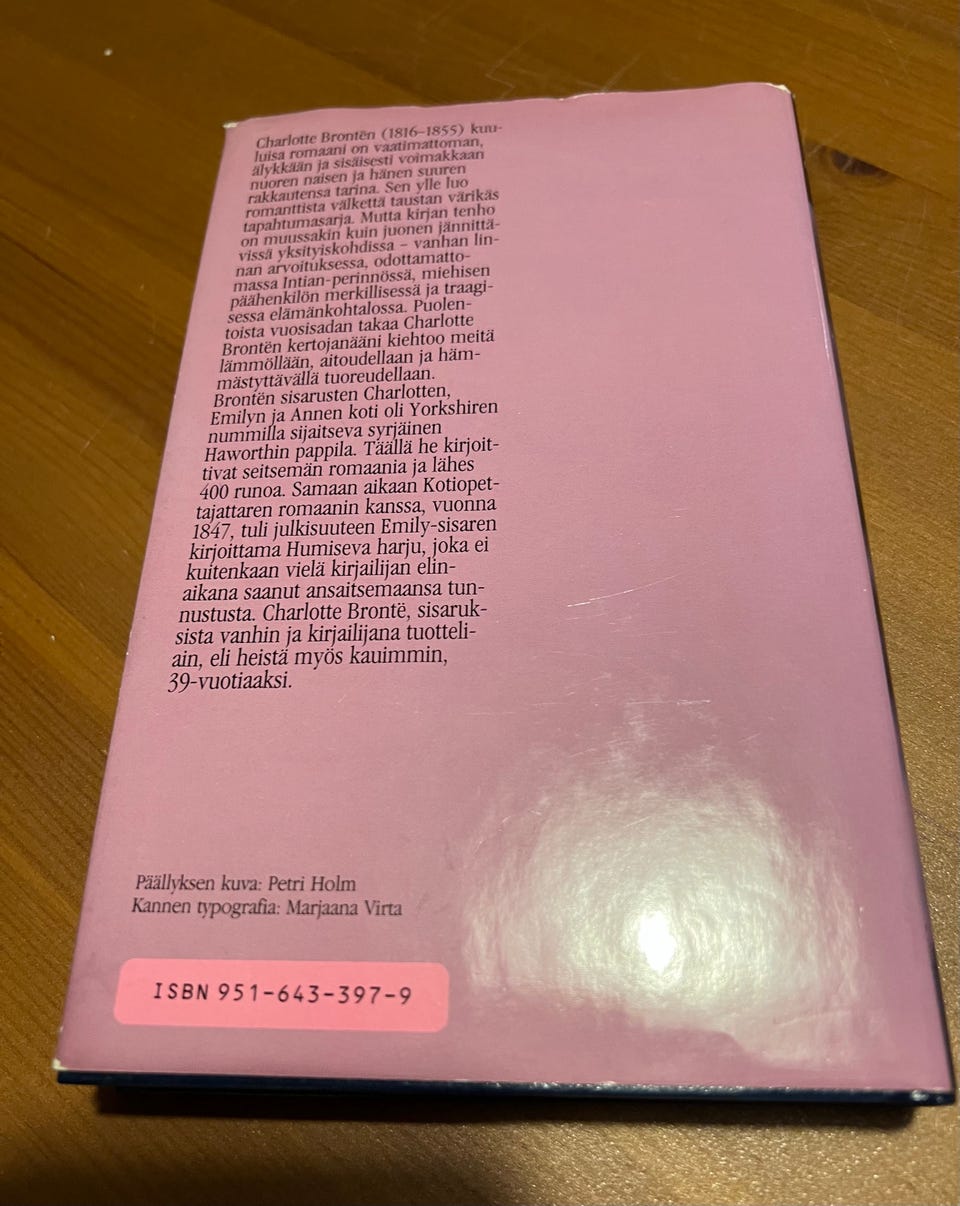 Charlotte Brontën (1816–1855) kuu-
luisa romaani on vaatimattoman,
älykkään ja sisäisesti voimakkaan
nuoren naisen ja hänen suuren
rakkautensa tarina. Sen ylle luo
romanttista välkettä taustan värikäs
tapahtumasarja. Mutta kirjan tenho
on muussakin kuin juonen jännittä-
vissä yksityiskohdissa – vanhan lin-
nan arvoituksessa, odottamatto-
massa Intian-perinnössä, miehisen
päähenkilön merkillisessä ja traagi-
sessa elämänkohtalossa. Puolen-
toista vuosisadan takaa Charlotte
Brontën kertojanääni kiehtoo meitä
lämmöllään, aitoudellaan ja häm-
mästyttävällä tuoreudellaan.
Brontën sisarusten Charlotten,
Emilyn ja Annen koti oli Yorkshiren
nummilla sijaitseva syrjäinen
Haworthin pappila. Täällä he kirjoit-
tivat seitsemän romaania ja lähes
400 runoa. Samaan aikaan Kotiopet-
tajattaren romaanin kanssa, vuonna
1847, tuli julkisuuteen Emily-sisaren
kirjoittama Humiseva harju, joka ei
kuitenkaan vielä kirjailijan elin-
aikana saanut ansaitsemaansa tun-
nustusta. Charlotte Brontë, sisaruk-
sista vanhin ja kirjailijana tuotteli-
ain, eli heistä myös kauimmin,
39-vuotiaaksi.
Päällyksen kuva: Petri Holm
Kannen typografia: Marjaana Virta
ISBN 951-643-397-9